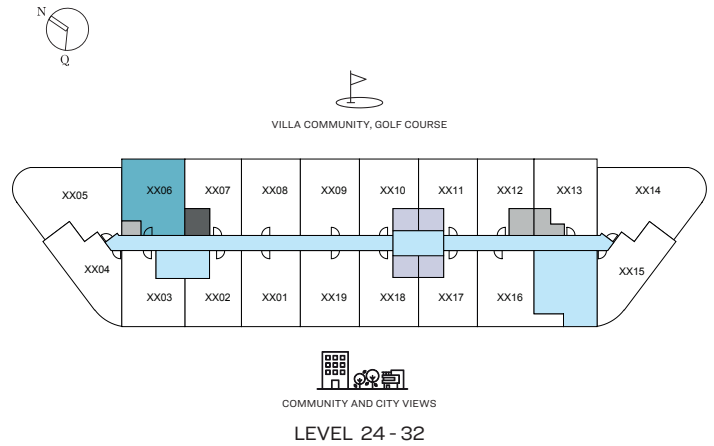 N
Q
VILLA COMMUNITY, GOLF COURSE
XX05 XX06 XX07 XX08 XX09 XX10 XX11 XX12 XX13 XX14
XX04 XX15
XX03 XX02 XX01 XX19 XX18 XX17 XX16
COMMUNITY AND CITY VIEWS
LEVEL 24 - 32